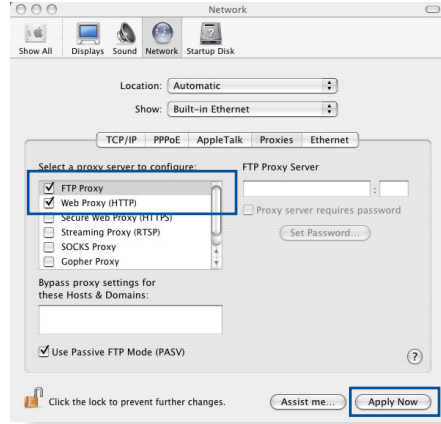 Network
Show All Displays Sound Network Startup Disk
Location: Automatic
Show: Built-in Ethernet
TCP/IP PPPoE AppleTalk Proxies Ethernet
Select a proxy server to configure: FTP Proxy Server
FTP Proxy
Web Proxy (HTTP) :
Secure Web Proxy (HTTPS) Proxy server requires password
Streaming Proxy (RTSP) Set Password...
SOCKS Proxy
Gopher Proxy
Bypass proxy settings for
these Hosts & Domains:
Use Passive FTP Mode (PASV) ?
Click the lock to prevent further changes. Assist me... Apply Now